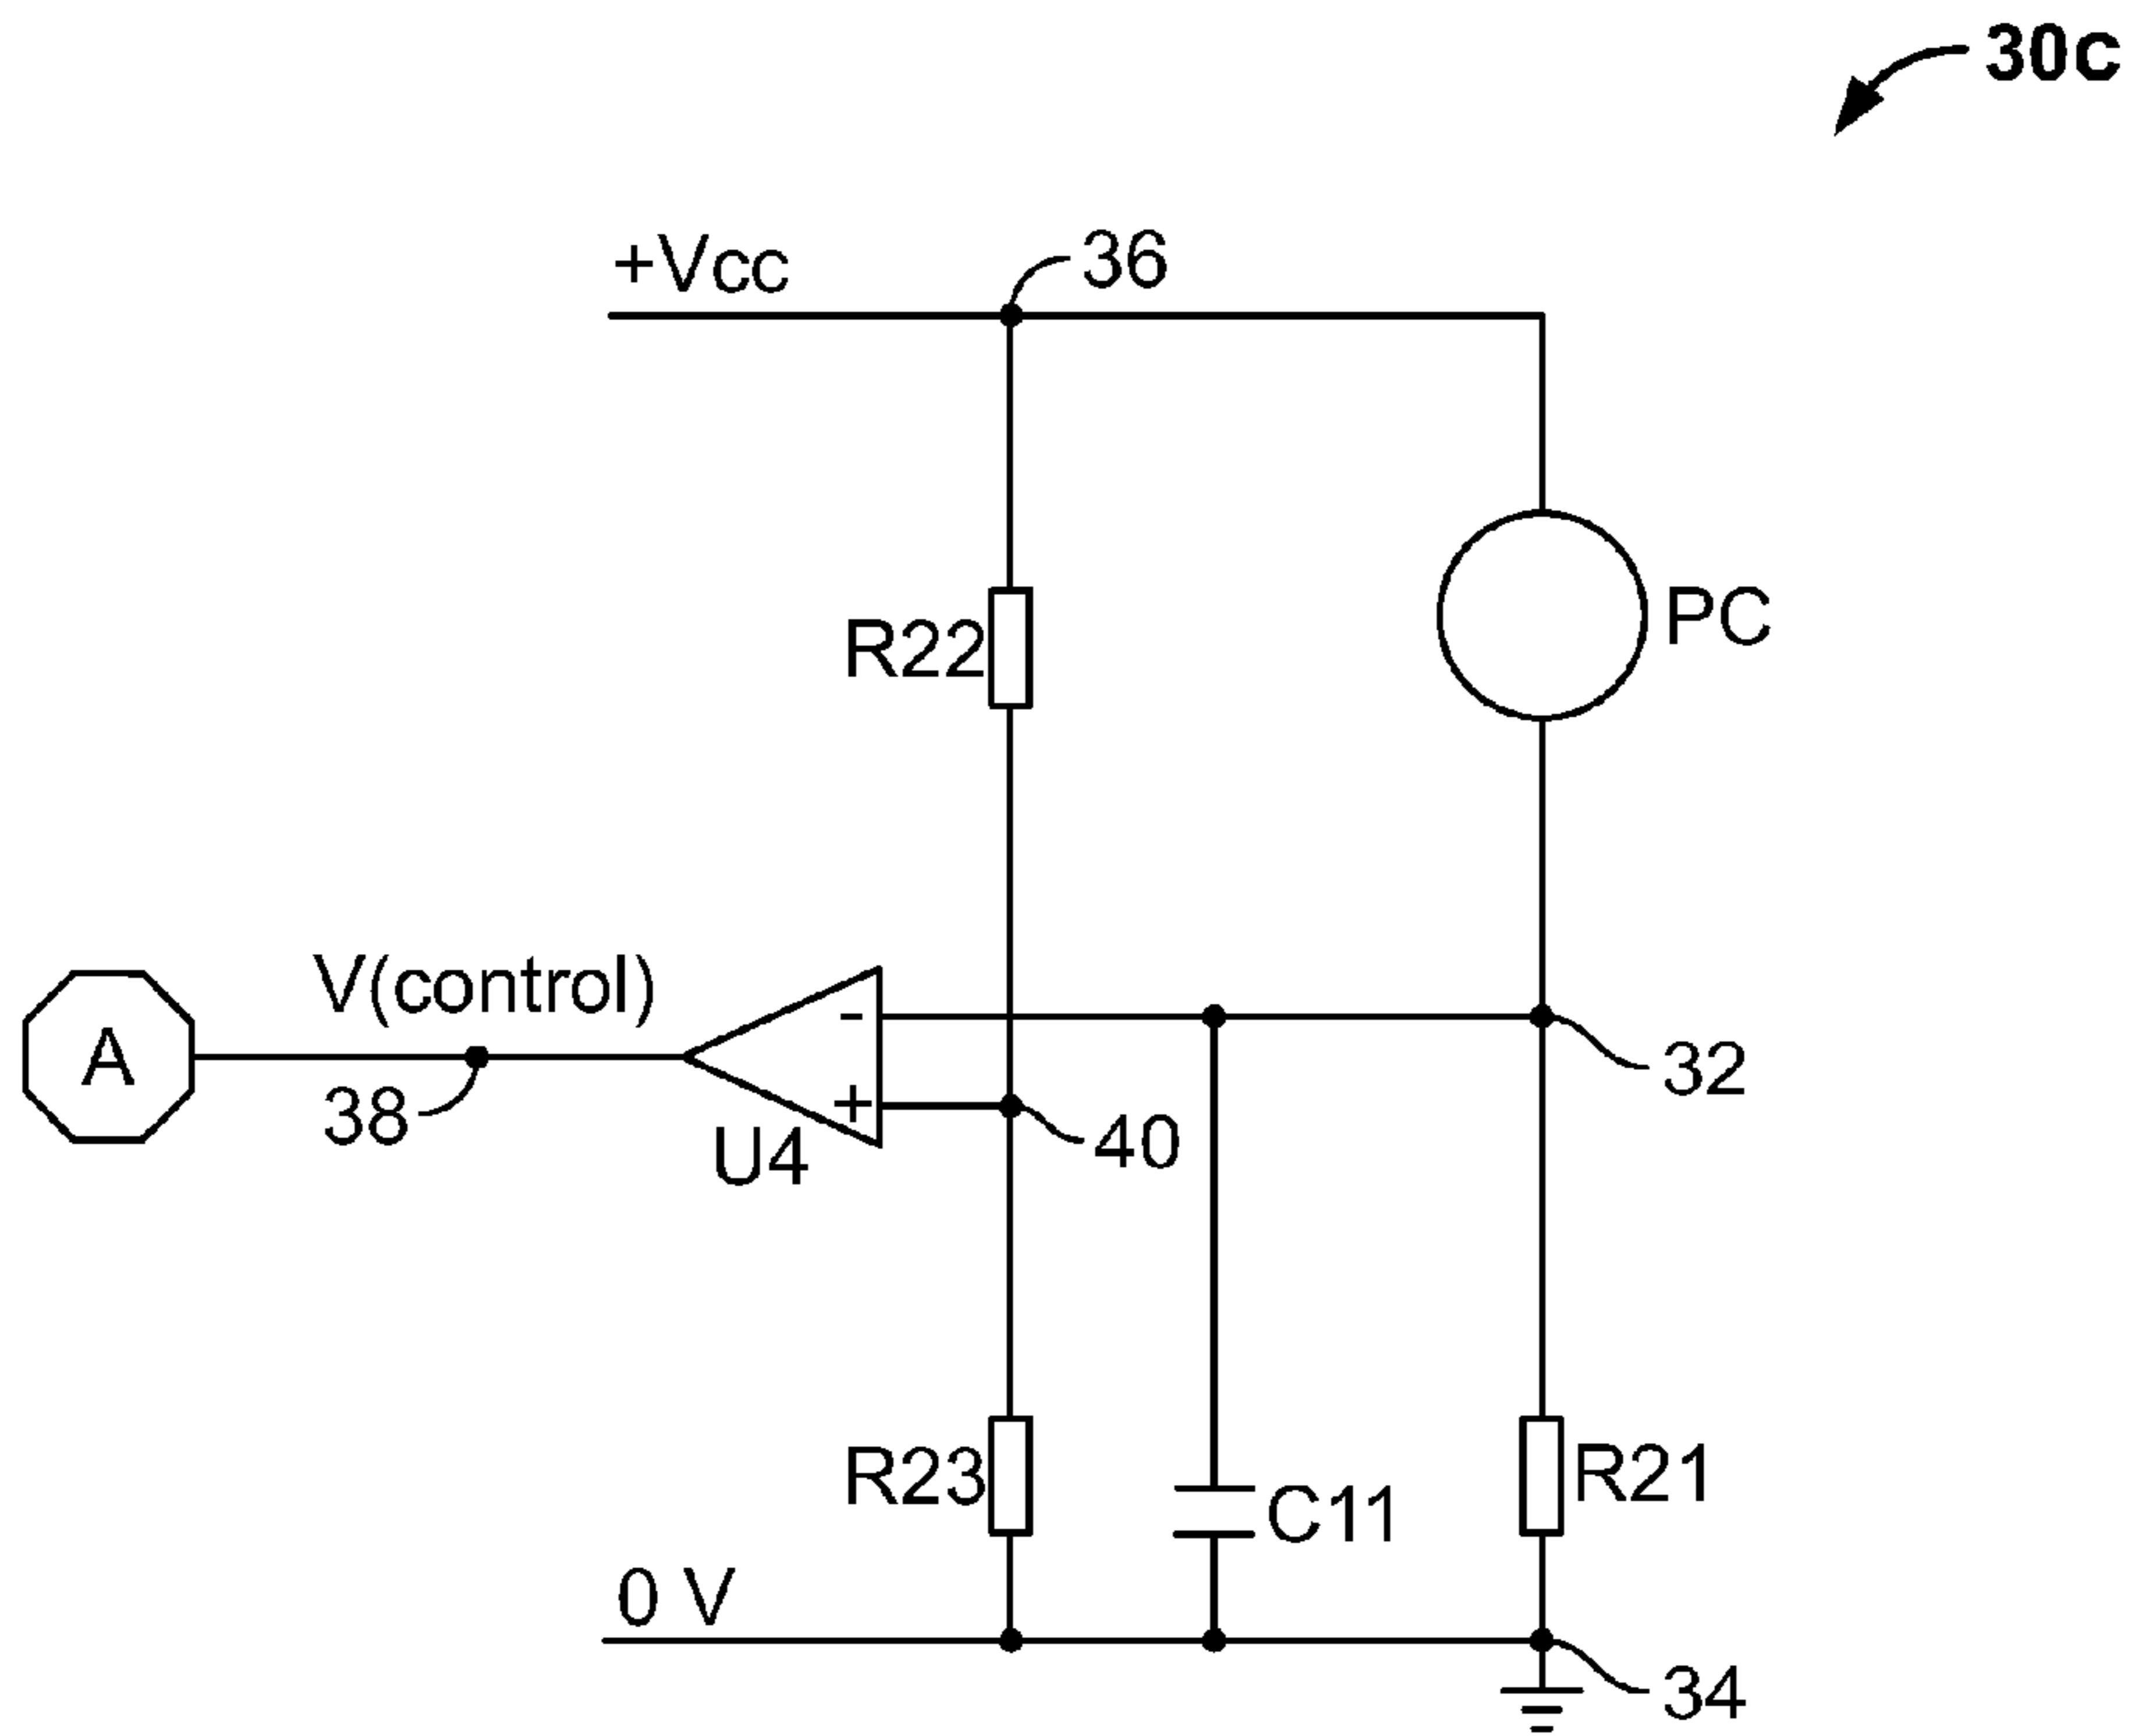 30c
+Vcc
36
R22
PC
V(control)
A
-
38
+
U4
40
32
R23
C11
R21
0 V
34